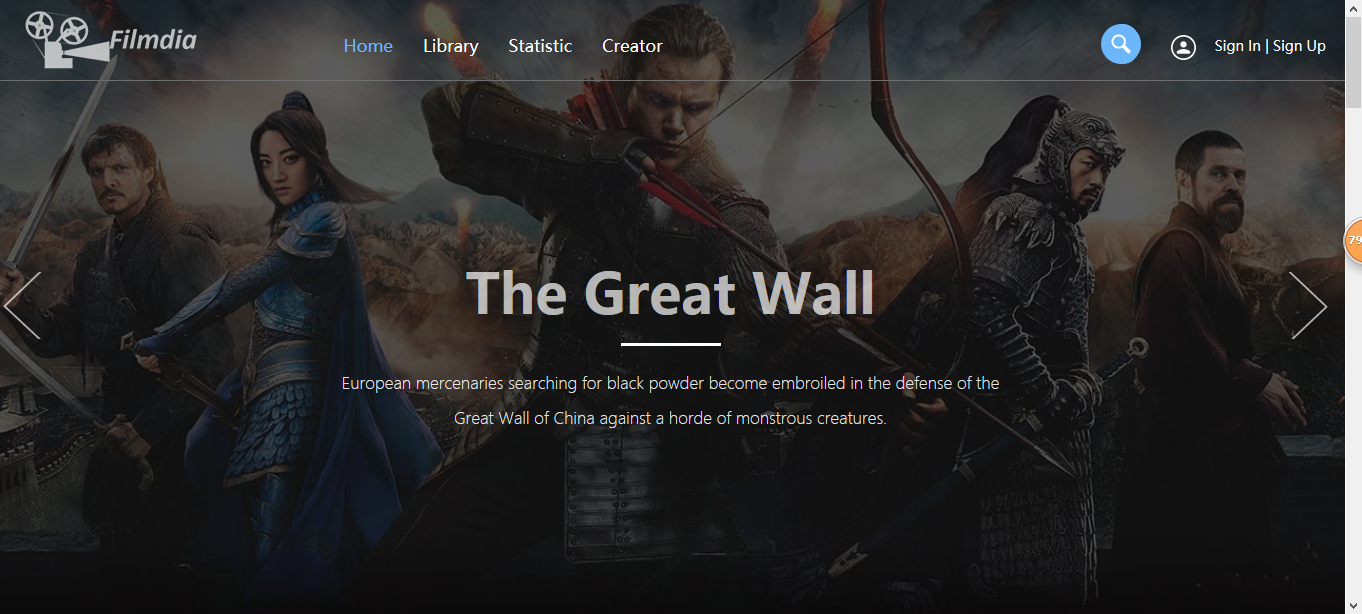 Filmdia
Home Library Statistic Creator
Sign In | Sign Up
The Great Wall
European mercenaries searching for black powder become embroiled in the defense of the
Great Wall of China against a horde of monstrous creatures.
79